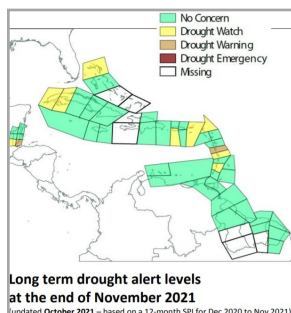 No Concern
Drought Watch
Drought Warning
Drought Emergency
Missing
Long term drought alert levels
at the end of November 2021
(updated October 2021 – based on a 12-month SPI for Dec 2020 to Nov 2021)